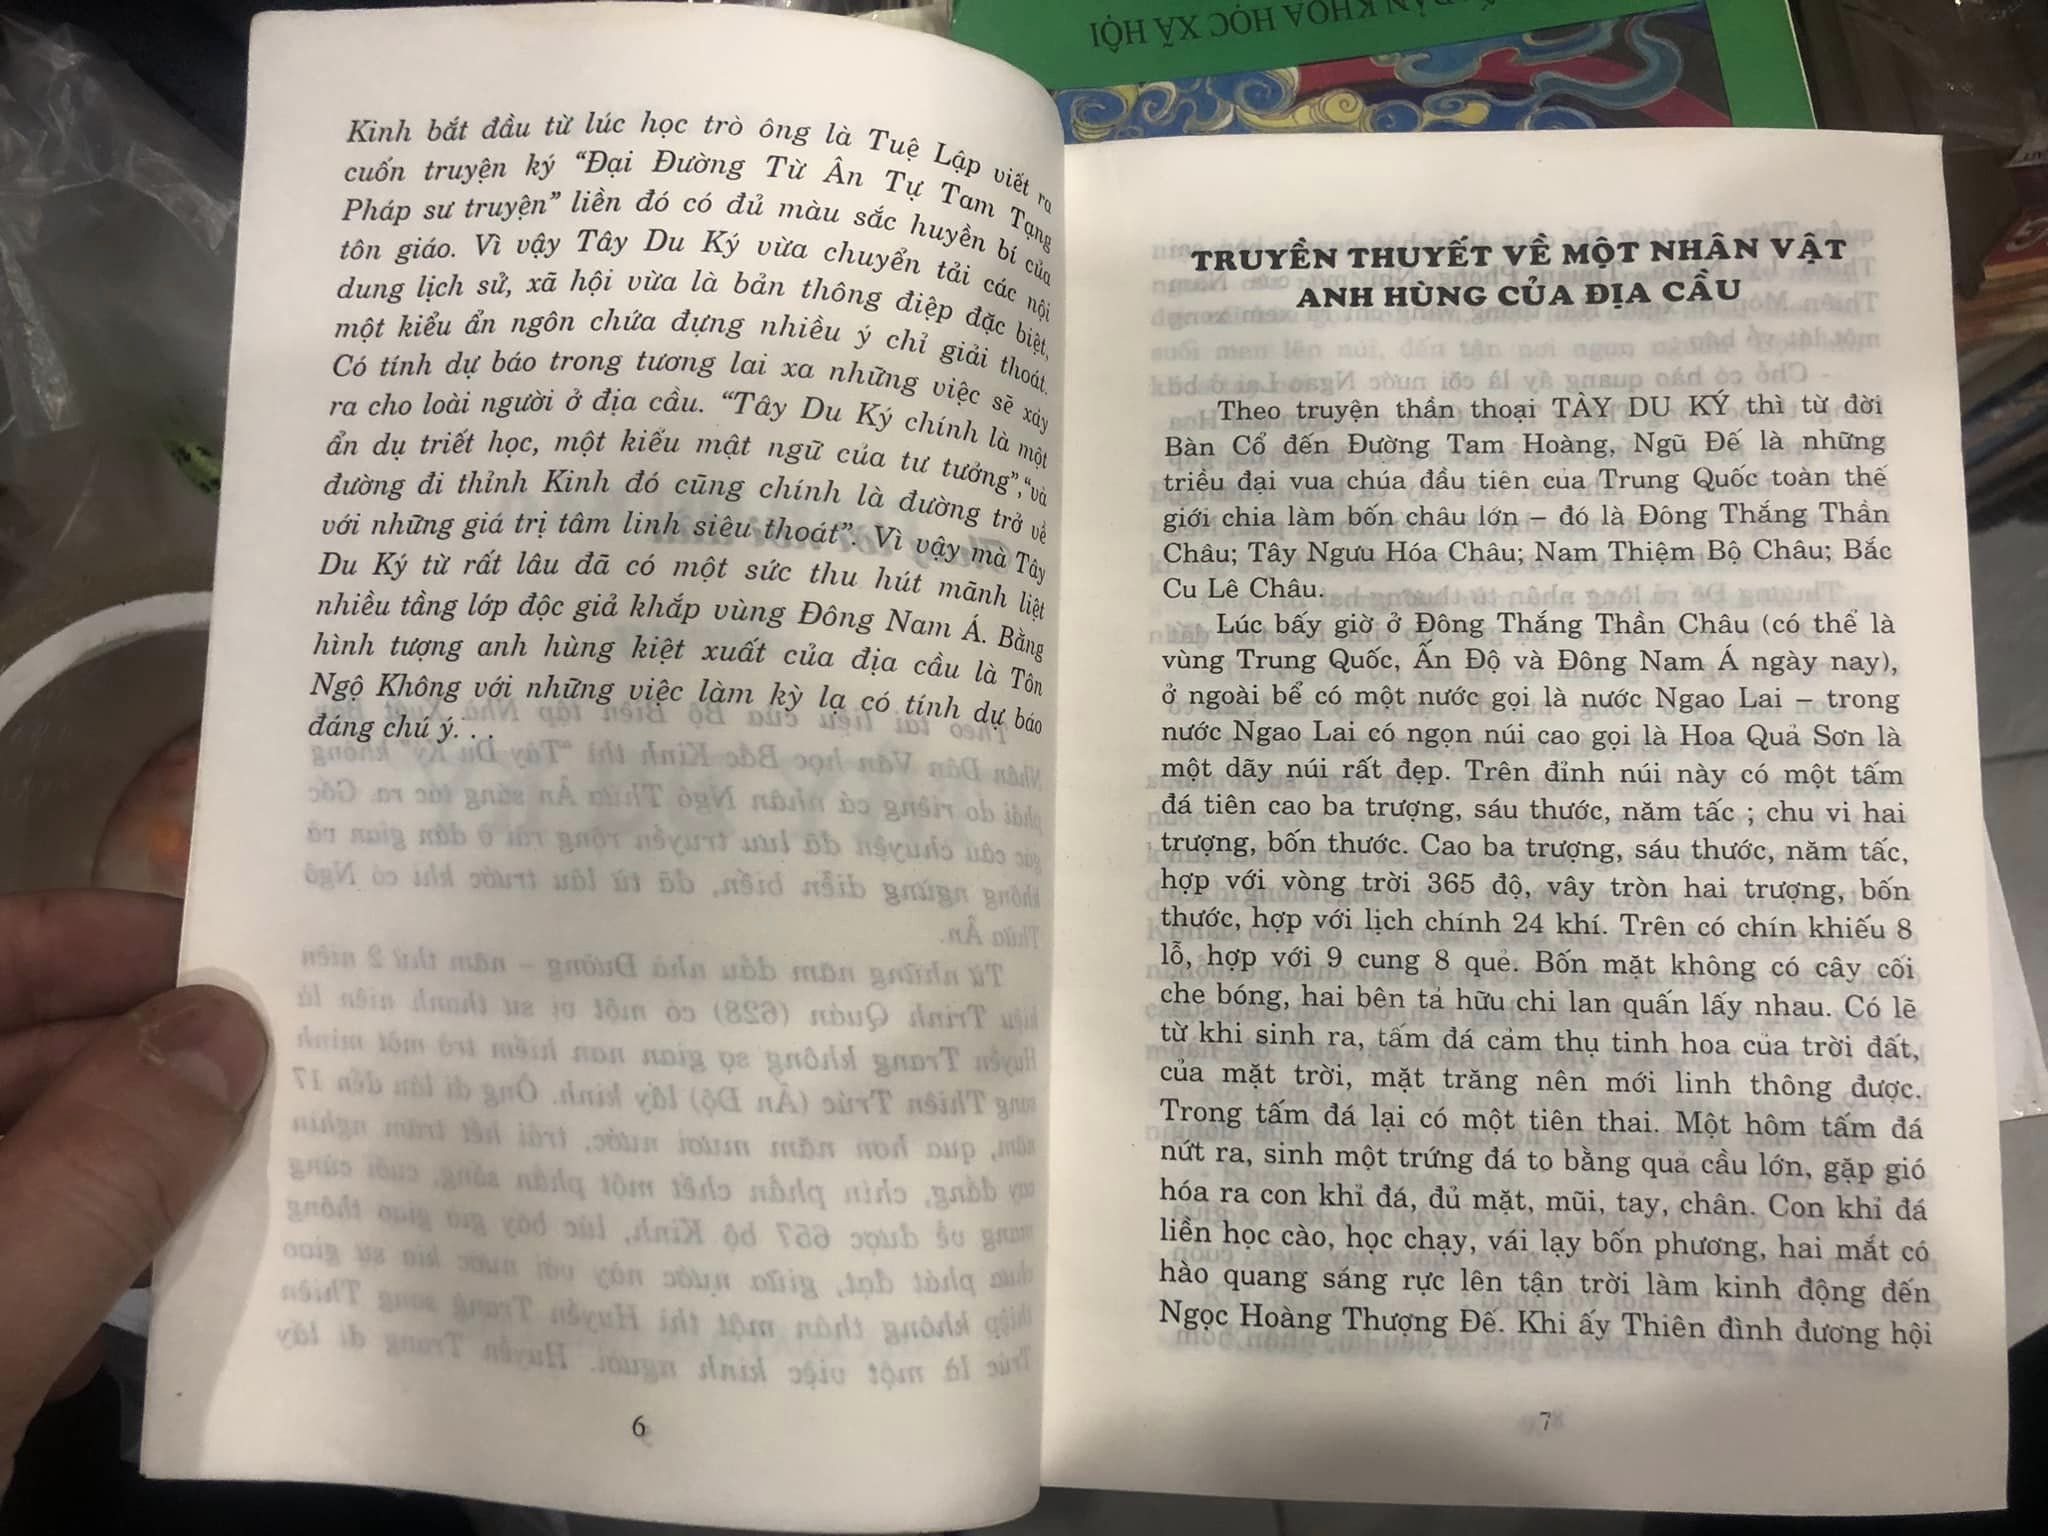 BẢN KHOA HỌC XÃ HỘI
Kinh bắt đầu từ lúc học trò ông là Tuệ Lập viết ra
cuốn truyện ký “Đại Đường Từ Ân Tự Tam Tạng
Pháp sư truyện” liền đó có đủ màu sắc huyền bí của
tôn giáo. Vì vậy Tây Du Ký vừa chuyển tải các nội
dung lịch sử, xã hội vừa là bản thông điệp đặc biệt,
một kiểu ẩn ngôn chứa đựng nhiều ý chỉ giải thoát.
Có tính dự báo trong tương lai xa những việc sẽ xảy
ra cho loài người ở địa cầu. “Tây Du Ký chính là một
ẩn dụ triết học, một kiểu mật ngữ của tư tưởng”,“và
đường đi thỉnh Kinh đó cũng chính là đường trở về
với những giá trị tâm linh siêu thoát”. Vì vậy mà Tây
Du Ký từ rất lâu đã có một sức thu hút mãnh liệt
nhiều tầng lớp độc giả khắp vùng Đông Nam Á. Bằng
hình tượng anh hùng kiệt xuất của địa cầu là Tôn
Ngộ Không với những việc làm kỳ lạ có tính dự báo
đáng chú ý. . .
6
TRUYỀN THUYẾT VỀ MỘT NHÂN VẬT
ANH HÙNG CỦA ĐỊA CẦU
Theo truyện thần thoại TÂY DU KÝ thì từ đời
Bàn Cổ đến Đường Tam Hoàng, Ngũ Đế là những
triều đại vua chúa đầu tiên của Trung Quốc toàn thế
giới chia làm bốn châu lớn – đó là Đông Thắng Thần
Châu; Tây Ngưu Hóa Châu; Nam Thiệm Bộ Châu; Bắc
Cu Lê Châu.
Lúc bấy giờ ở Đông Thắng Thần Châu (có thể là
vùng Trung Quốc, Ấn Độ và Đông Nam Á ngày nay),
ở ngoài bể có một nước gọi là nước Ngao Lai – trong
nước Ngao Lai có ngọn núi cao gọi là Hoa Quả Sơn là
một dãy núi rất đẹp. Trên đỉnh núi này có một tấm
đá tiên cao ba trượng, sáu thước, năm tấc ; chu vi hai
trượng, bốn thước. Cao ba trượng, sáu thước, năm tấc,
hợp với vòng trời 365 độ, vây tròn hai trượng, bốn
thước, hợp với lịch chính 24 khí. Trên có chín khiếu 8
lỗ, hợp với 9 cung 8 quẻ. Bốn mặt không có cây cối
che bóng, hai bên tả hữu chi lan quấn lấy nhau. Có lẽ
từ khi sinh ra, tấm đá cảm thụ tinh hoa của trời đất,
của mặt trời, mặt trăng nên mới linh thông được.
Trong tấm đá lại có một tiên thai. Một hôm tấm đá
nứt ra, sinh một trứng đá to bằng quả cầu lớn, gặp gió
hóa ra con khỉ đá, đủ mặt, mũi, tay, chân. Con khỉ đá
liền học cào, học chạy, vái lạy bốn phương, hai mắt có
hào quang sáng rực lên tận trời làm kinh động đến
Ngọc Hoàng Thượng Đế. Khi ấy Thiên đình đương hội
7